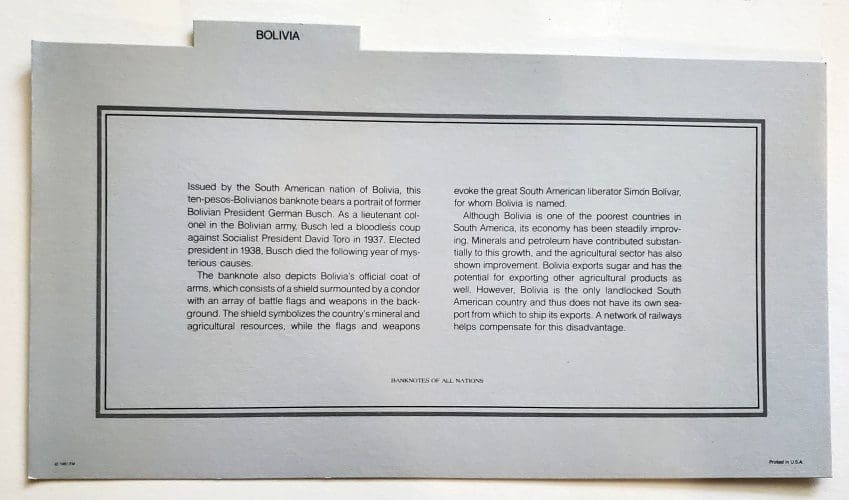 BOLIVIA
Issued by the South American nation of Bolivia, this
ten-pesos-Bolivianos banknote bears a portrait of former
Bolivian President German Busch. As a lieutenant col-
onel in the Bolivian army, Busch led a bloodless coup
against Socialist President David Toro in 1937. Elected
president in 1938, Busch died the following year of mys-
terious causes.
The banknote also depicts Bolivia's official coat of
arms, which consists of a shield surmounted by a condor
with an array of battle flags and weapons in the back-
ground. The shield symbolizes the country's mineral and
agricultural resources, while the flags and weapons
evoke the great South American liberator Simón Bolívar,
for whom Bolivia is named.
Although Bolivia is one of the poorest countries in
South America, its economy has been steadily improv-
ing. Minerals and petroleum have contributed substan-
tially to this growth, and the agricultural sector has also
shown improvement. Bolivia exports sugar and has the
potential for exporting other agricultural products as
well. However, Bolivia is the only landlocked South
American country and thus does not have its own sea-
port from which to ship its exports. A network of railways
helps compensate for this disadvantage.
BANKNOTES OF ALL NATIONS
Printed in U.S.A.